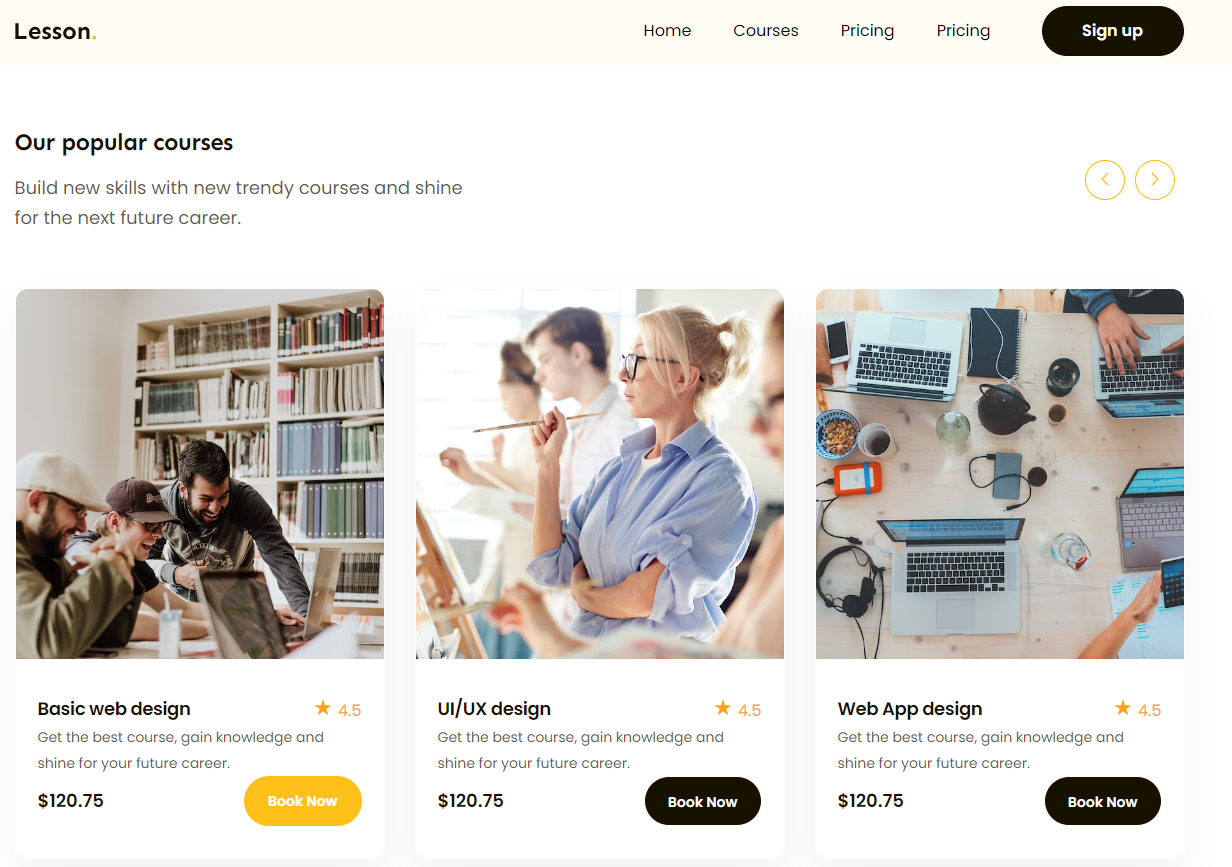 Lesson.
Home Courses Pricing Pricing Sign up
Our popular courses
Build new skills with new trendy courses and shine
for the next future career.
Basic web design ★ 4.5
Get the best course, gain knowledge and
shine for your future career.
$120.75 Book Now
UI/UX design ★ 4.5
Get the best course, gain knowledge and
shine for your future career.
$120.75 Book Now
Web App design ★ 4.5
Get the best course, gain knowledge and
shine for your future career.
$120.75 Book Now